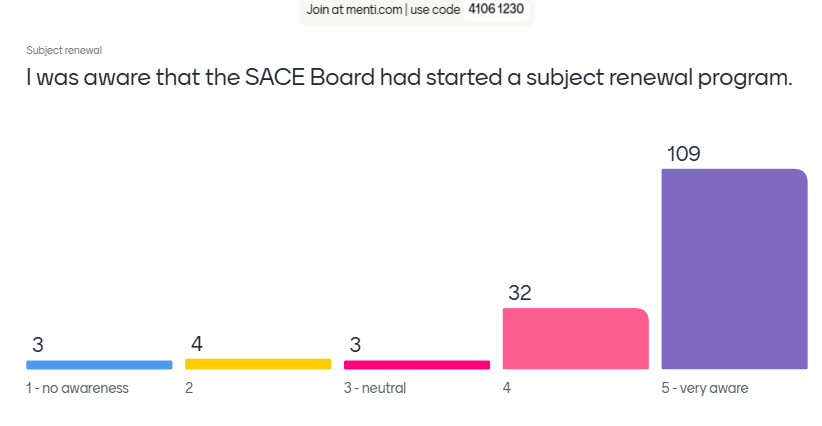 Join at menti.com | use code 4106 1230
Subject renewal
I was aware that the SACE Board had started a subject renewal program.
109
32
3
4
3
1 - no awareness
2
3 - neutral
4
5 - very aware